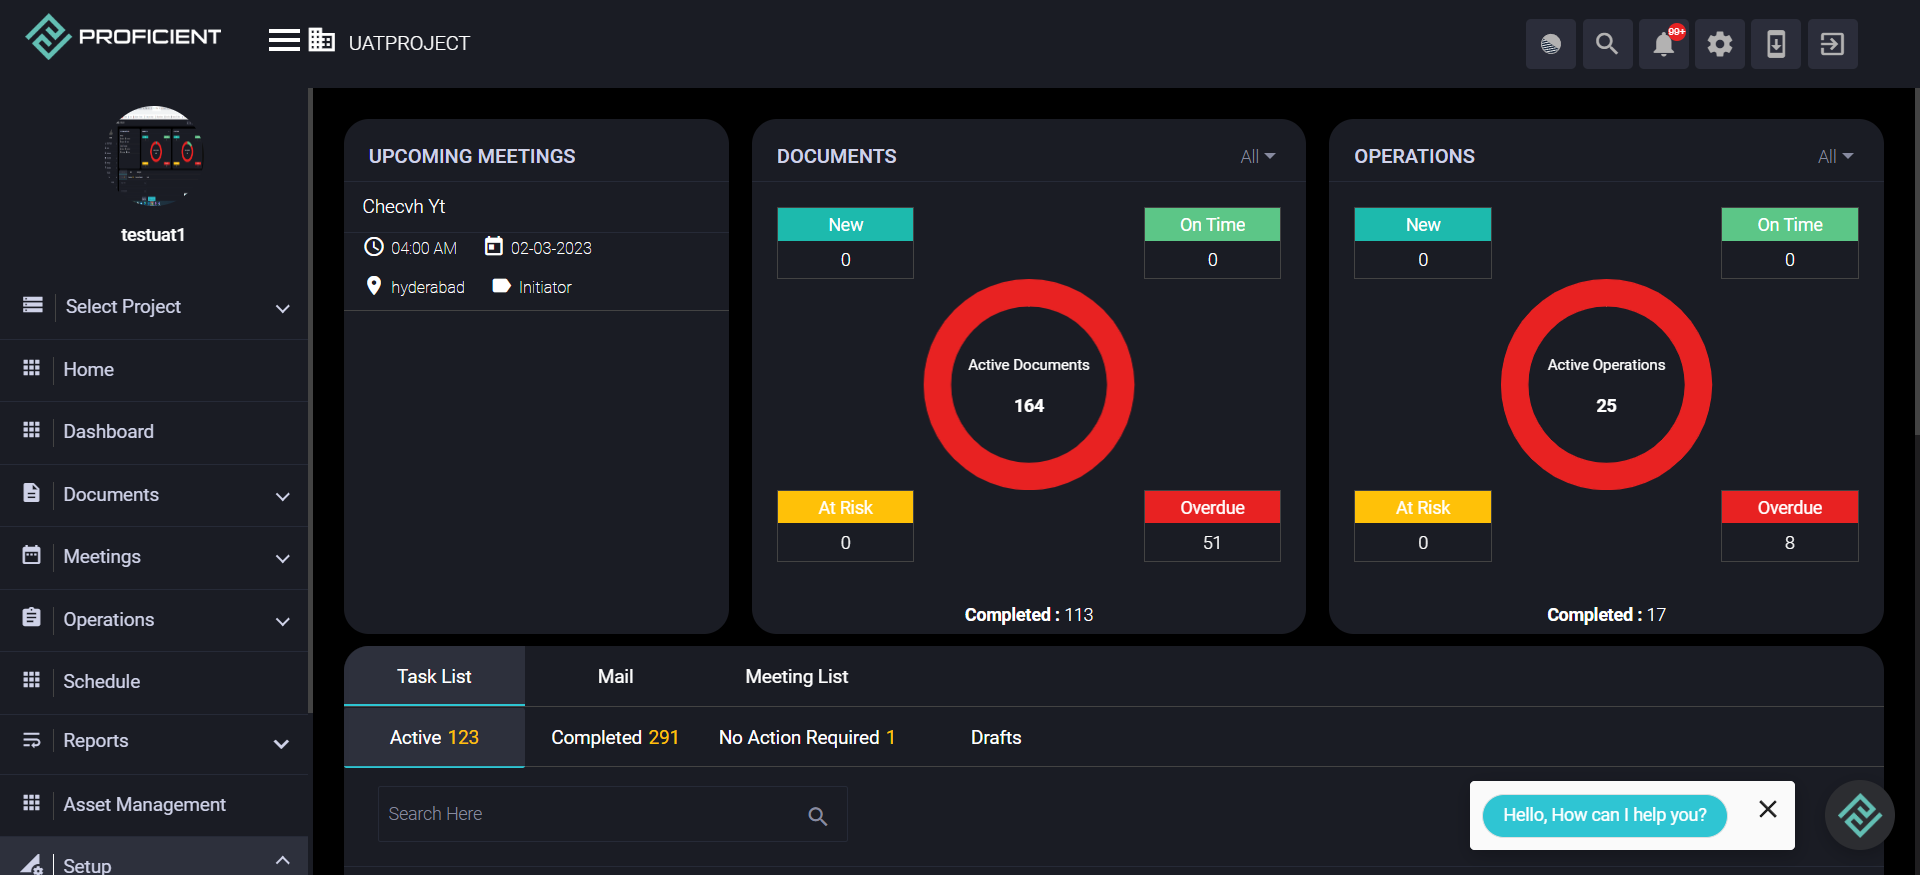 PROFICIENT
UATPROJECT
99+
testuat1
Select Project
Home
Dashboard
Documents
Meetings
Operations
Schedule
Reports
Asset Management
Setup
UPCOMING MEETINGS
Checvh Yt
04:00 AM 02-03-2023
hyderabad Initiator
DOCUMENTS All
New On Time
0 0
Active Documents
164
At Risk Overdue
0 51
Completed : 113
OPERATIONS All
New On Time
0 0
Active Operations
25
At Risk Overdue
0 8
Completed : 17
Task List Mail Meeting List
Active 123 Completed 291 No Action Required 1 Drafts
Search Here
Hello, How can I help you?